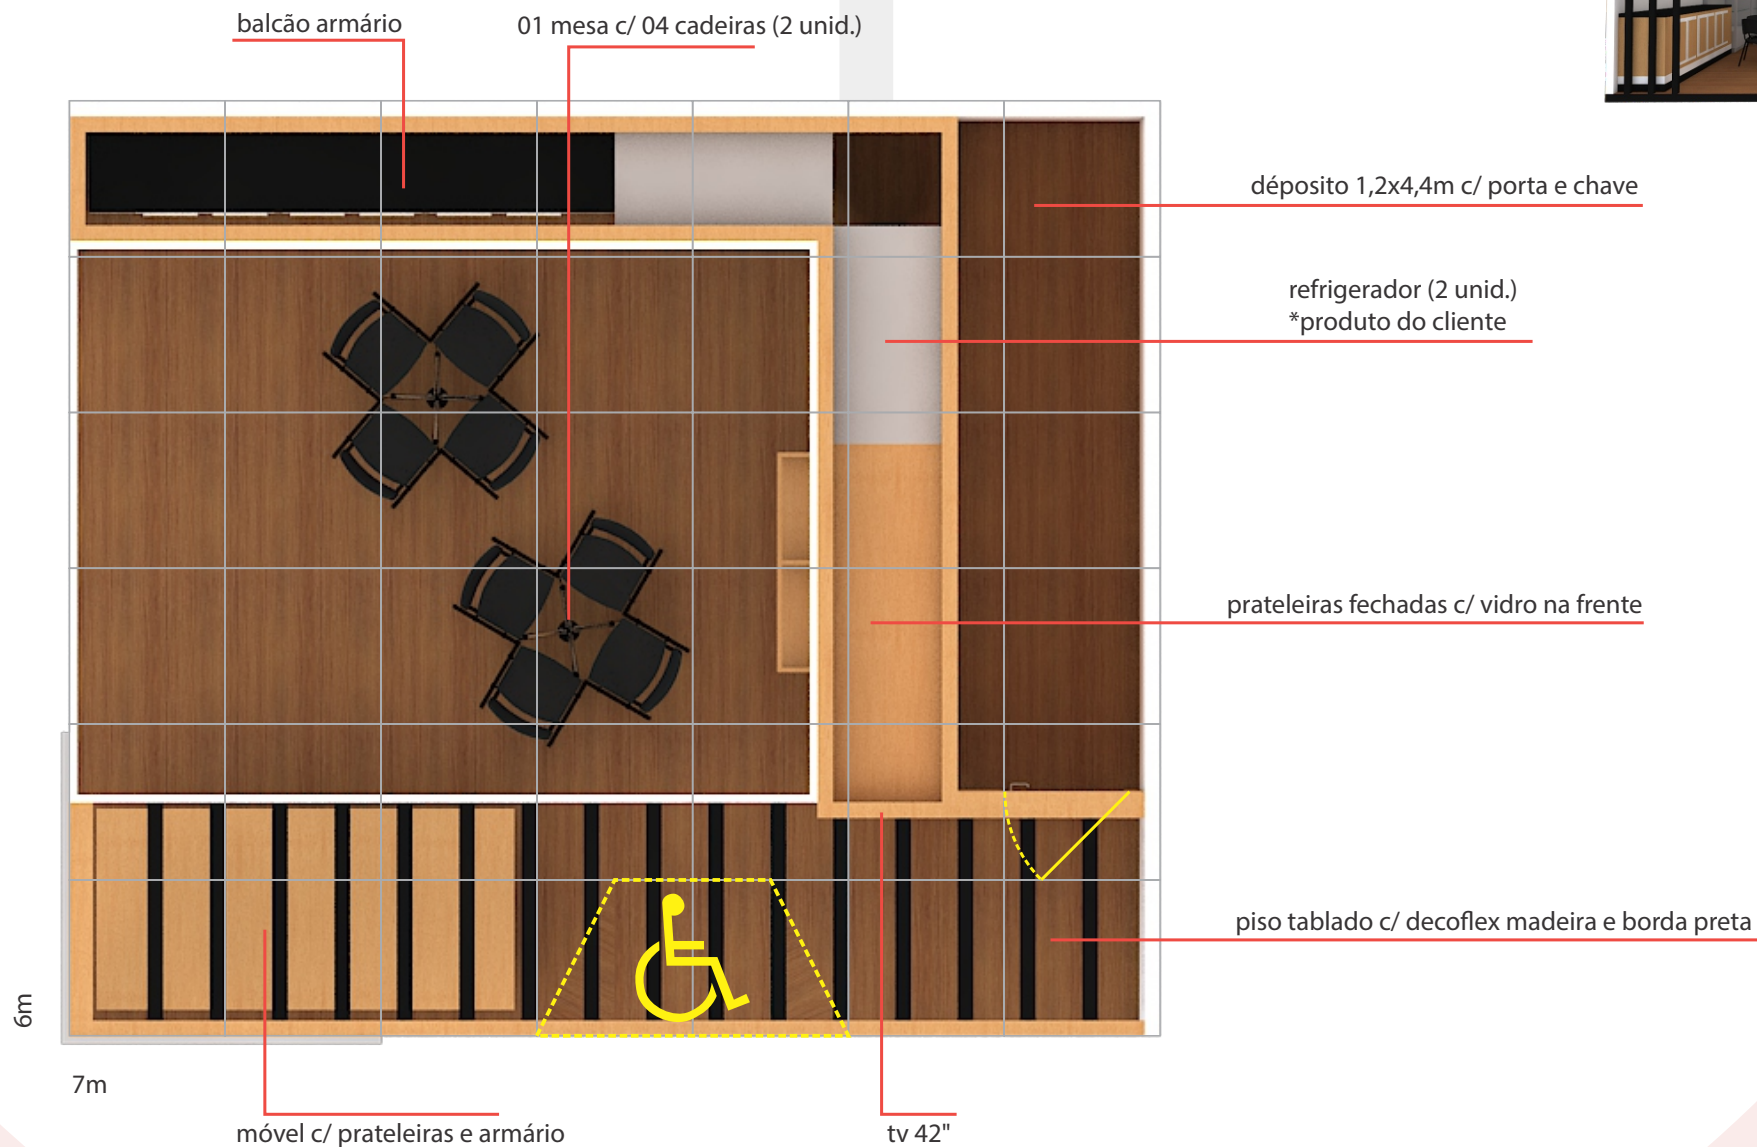 balcão armário
01 mesa c/ 04 cadeiras (2 unid.)
déposito 1,2x4,4m c/ porta e chave
refrigerador (2 unid.)
*produto do cliente
prateleiras fechadas c/ vidro na frente
piso tablado c/ decoflex madeira e borda preta
6m
7m
móvel c/ prateleiras e armário
tv 42"